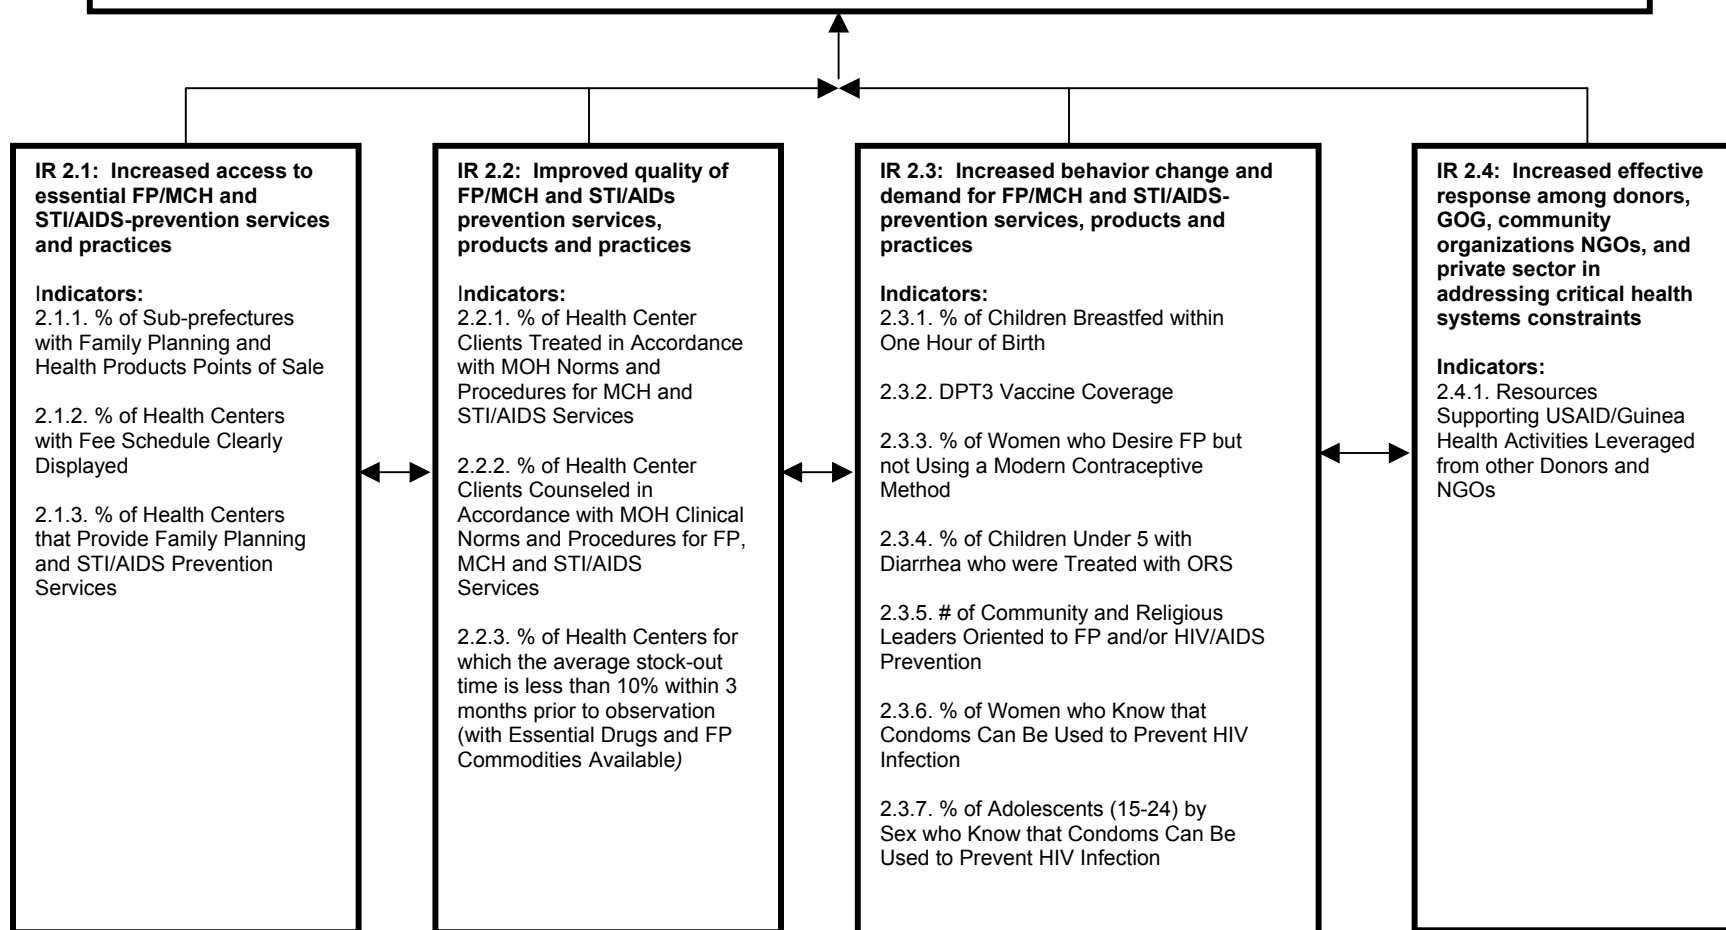 IR 2.1:  Increased access to
essential FP/MCH and
STI/AIDS-prevention services
and practices
Indicators:
2.1.1. % of Sub-prefectures
with Family Planning and
Health Products Points of Sale
2.1.2. % of Health Centers
with Fee Schedule Clearly
Displayed
2.1.3. % of Health Centers
that Provide Family Planning
and STI/AIDS Prevention
Services
IR 2.2:  Improved quality of
FP/MCH and STI/AIDs
prevention services,
products and practices
Indicators:
2.2.1. % of Health Center
Clients Treated in Accordance
with MOH Norms and
Procedures for MCH and
STI/AIDS Services
2.2.2. % of Health Center
Clients Counseled in
Accordance with MOH Clinical
Norms and Procedures for FP,
MCH and STI/AIDS
Services
2.2.3. % of Health Centers for
which the average stock-out
time is less than 10% within 3
months prior to observation
(with Essential Drugs and FP
Commodities Available)
IR 2.3:  Increased behavior change and
demand for FP/MCH and STI/AIDS-
prevention services, products and
practices
Indicators:
2.3.1. % of Children Breastfed within
One Hour of Birth
2.3.2. DPT3 Vaccine Coverage
2.3.3. % of Women who Desire FP but
not Using a Modern Contraceptive
Method
2.3.4. % of Children Under 5 with
Diarrhea who were Treated with ORS
2.3.5. # of Community and Religious
Leaders Oriented to FP and/or HIV/AIDS
Prevention
2.3.6. % of Women who Know that
Condoms Can Be Used to Prevent HIV
Infection
2.3.7. % of Adolescents (15-24) by
Sex who Know that Condoms Can Be
Used to Prevent HIV Infection
IR 2.4:  Increased effective
response among donors,
GOG, community
organizations NGOs, and
private sector in
addressing critical health
systems constraints
Indicators:
2.4.1. Resources
Supporting USAID/Guinea
Health Activities Leveraged
from other Donors and
NGOs